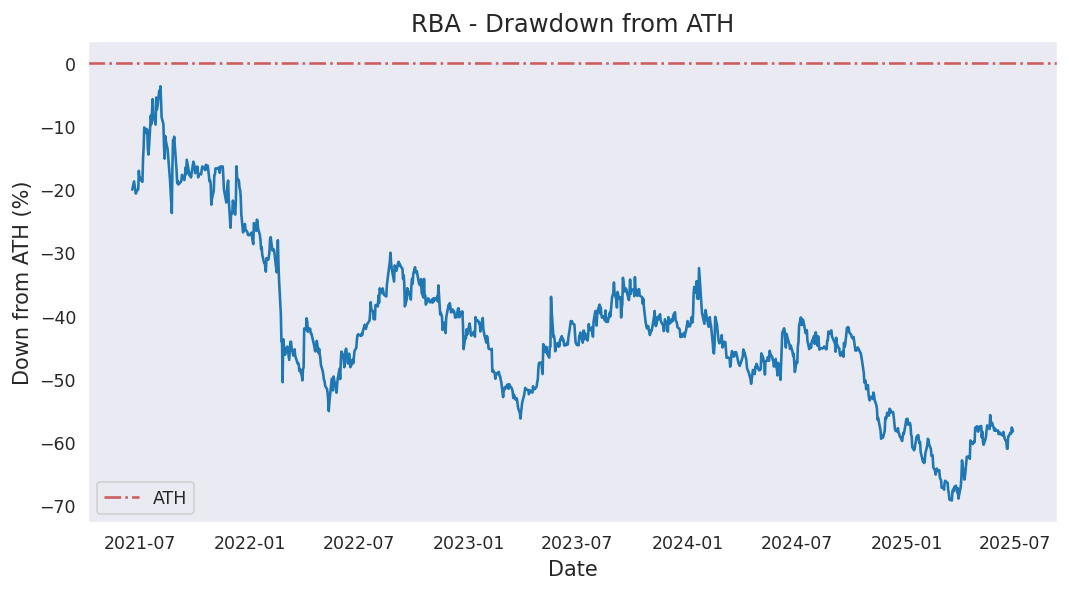 RBA - Drawdown from ATH
Down from ATH (%)
0
−10
−20
−30
−40
−50
−60
−70
ATH
2021-07 2022-01 2022-07 2023-01 2023-07 2024-01 2024-07 2025-01 2025-07
Date